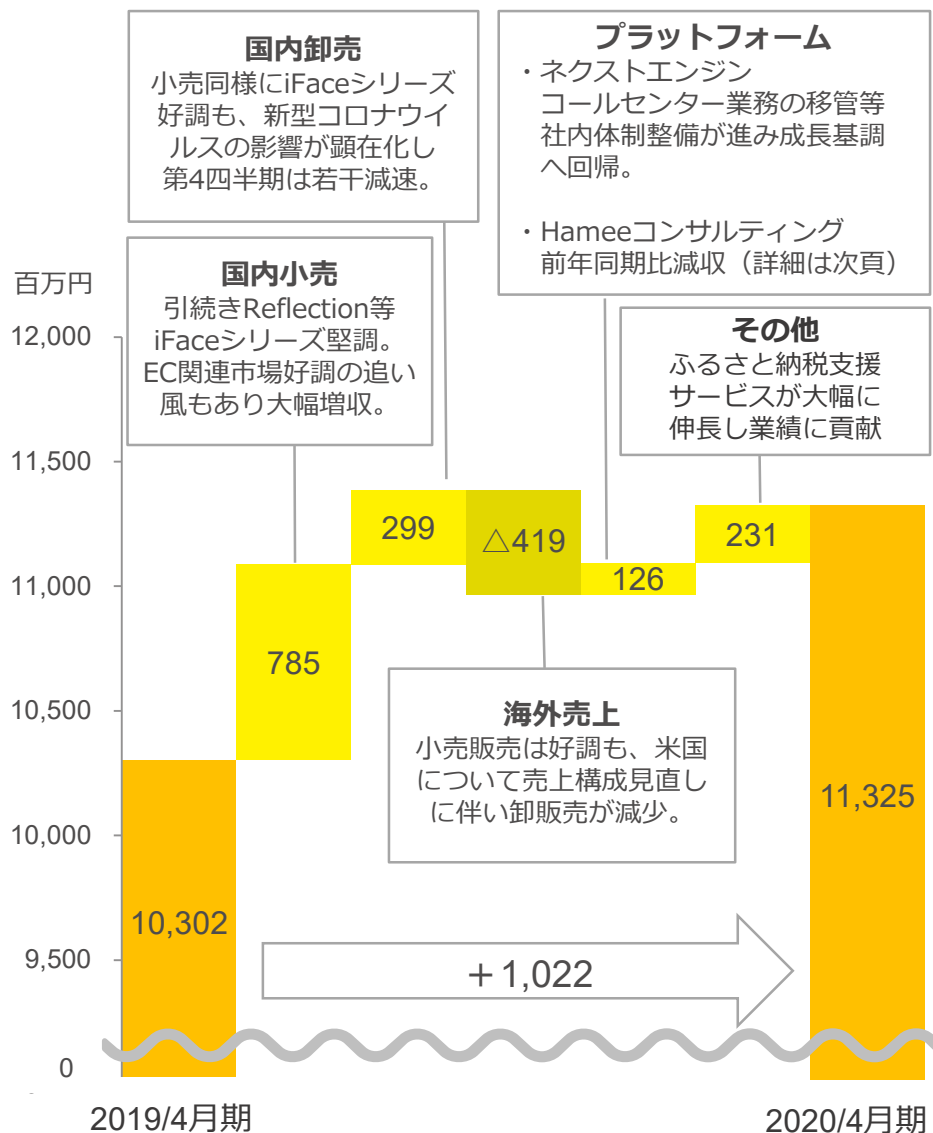 国内卸売
小売同様にiFaceシリーズ
好調も、新型コロナウイ
ルスの影響が顕在化し
第4四半期は若干減速。
プラットフォーム
・ネクストエンジン
コールセンター業務の移管等
社内体制整備が進み成長基調
へ回帰。
・Hameeコンサルティング
前年同期比減収（詳細は次頁）
国内小売
引続きReflection等
iFaceシリーズ堅調。
EC関連市場好調の追い
風もあり大幅増収。
その他
ふるさと納税支援
サービスが大幅に
伸長し業績に貢献
百万円
12,000
11,500
11,000
10,500
10,000
9,500
0
10,302
785
299
△419
126
231
11,325
海外売上
小売販売は好調も、米国
について売上構成見直し
に伴い卸販売が減少。
＋1,022
2019/4月期
2020/4月期